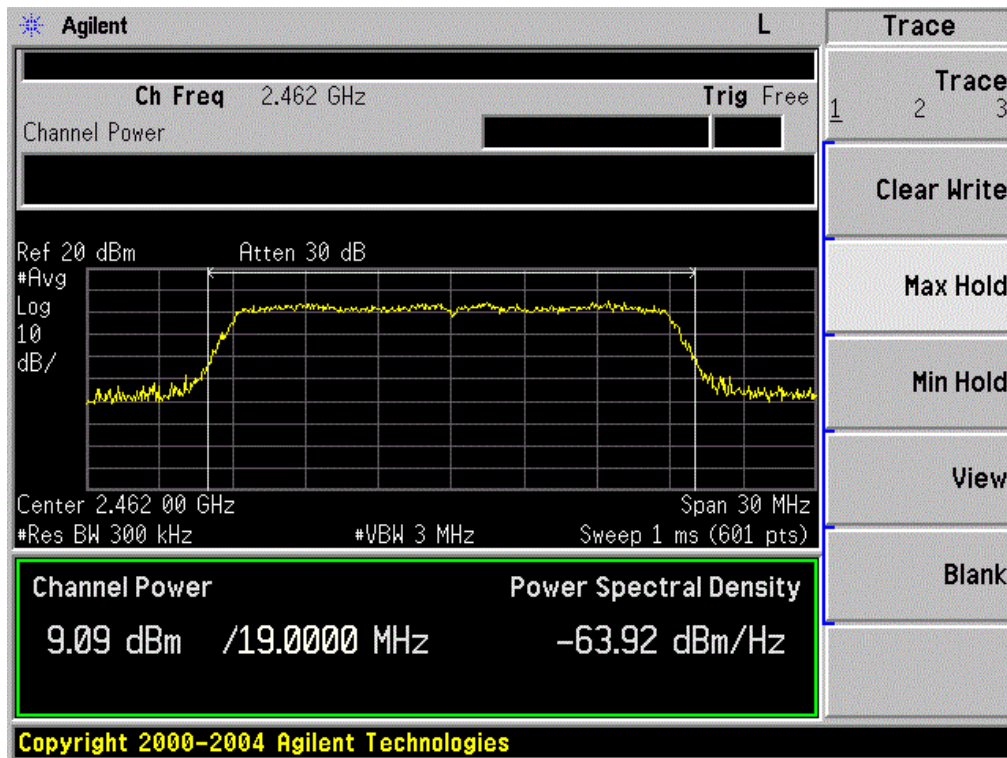 Agilent L Trace
Ch Freq 2.462 GHz Trig Free
Channel Power
Ref 20 dBm Atten 30 dB
#Avg
Log
10
dB/
Center 2.462 00 GHz Span 30 MHz
#Res BW 300 kHz #VBW 3 MHz Sweep 1 ms (601 pts)
Channel Power Power Spectral Density
9.09 dBm /19.0000 MHz -63.92 dBm/Hz
Copyright 2000-2004 Agilent Technologies
Trace
1 2 3
Clear Write
Max Hold
Min Hold
View
Blank